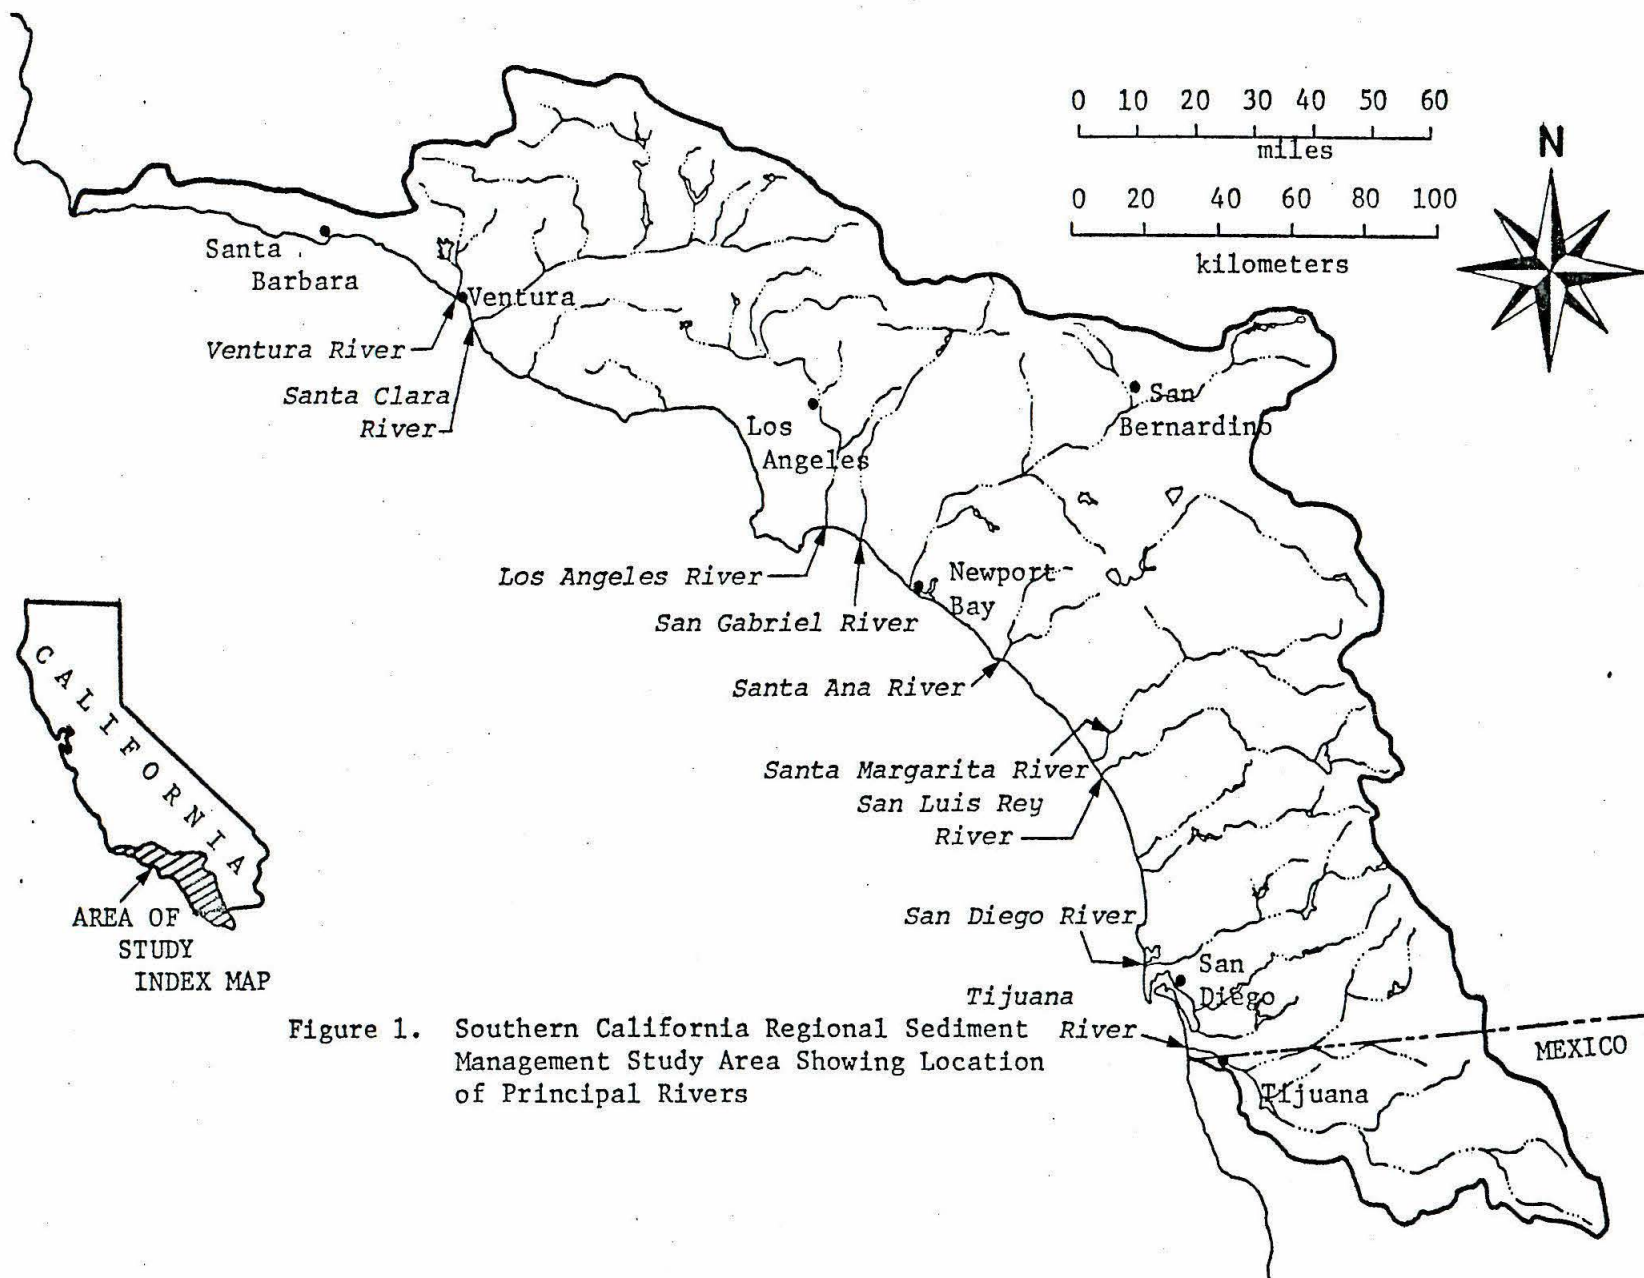 0 10 20 30 40 50 60
miles
N
0 20 40 60 80 100
kilometers
Santa
Barbara
Ventura
Ventura River
Santa Clara
River
San
Bernardino
Los
Angeles
Los Angeles River
Newport
Bay
San Gabriel River
Santa Ana River
Santa Margarita River
San Luis Rey
River
CALIFORNIA
AREA OF
STUDY
INDEX MAP
San Diego River
San
Diego
Tijuana
River
MEXICO
Tijuana
Figure 1. Southern California Regional Sediment
Management Study Area Showing Location
of Principal Rivers